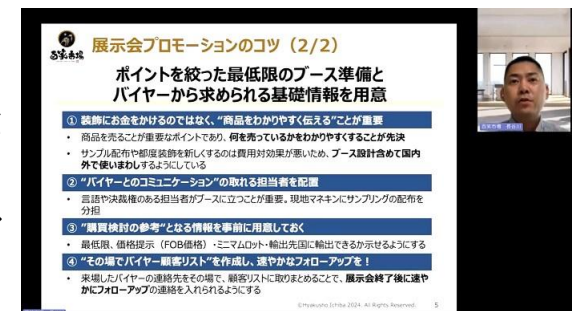 百笑市場
展示会プロモーションのコツ（2/2）
ポイントを絞った最低限のブース準備と
バイヤーから求められる基礎情報を用意
① 装飾にお金をかけるのではなく、“商品をわかりやすく伝える”ことが重要
• 商品を売ることが重要なポイントであり、何を売っているかをわかりやすくすることが先決
• サンプル配布や都度装飾を新しくするのは費用対効果が悪いため、ブース設計含めて国内
外で使いまわしするようにしている
② “バイヤーとのコミュニケーション”の取れる担当者を配置
• 言語や決裁権のある担当者がブースに立つことが重要。現地マネキンにサンプリングの配布を
分担
③ “購買検討の参考”となる情報を事前に用意しておく
• 最低限、価格提示（FOB価格）・ミニマムロット・輸出先国に輸出できるか示せるようにする
④ “その場でバイヤー顧客リスト”を作成し、速やかなフォローアップを！
• 来場したバイヤーの連絡先をその場で、顧客リストに取りまとめることで、展示会終了後に速や
かにフォローアップの連絡を入れられるようにする
©Hyakusho Ichiba 2024. All Rights Reserved.
5
百笑市場